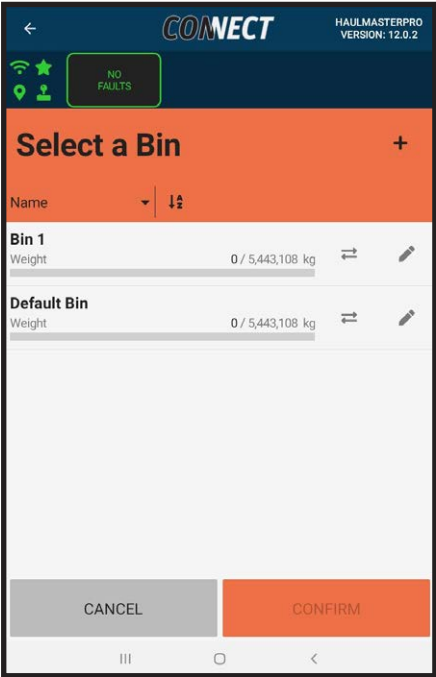 CONNECT
HAULMASTERPRO
VERSION: 12.0.2
NO
FAULTS
Select a Bin
+
Name
Bin 1
Weight 0 / 5,443,108 kg
Default Bin
Weight 0 / 5,443,108 kg
CANCEL CONFIRM